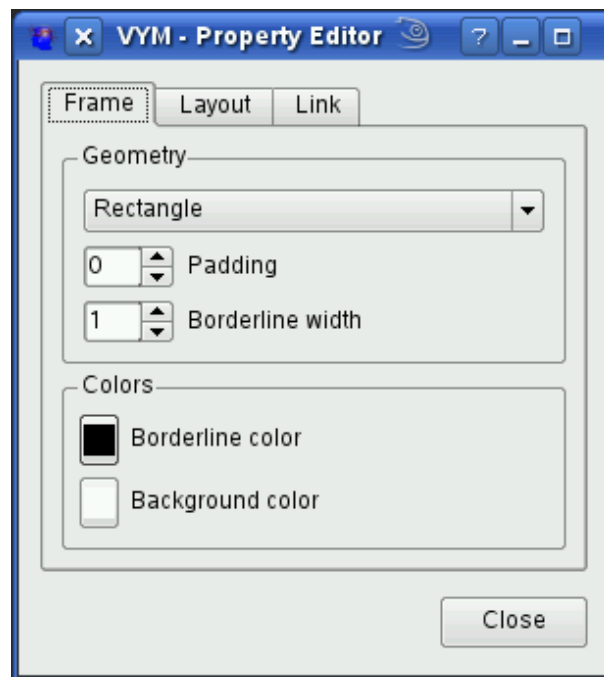 VYM - Property Editor
Frame Layout Link
Geometry
Rectangle
0 Padding
1 Borderline width
Colors
Borderline color
Background color
Close